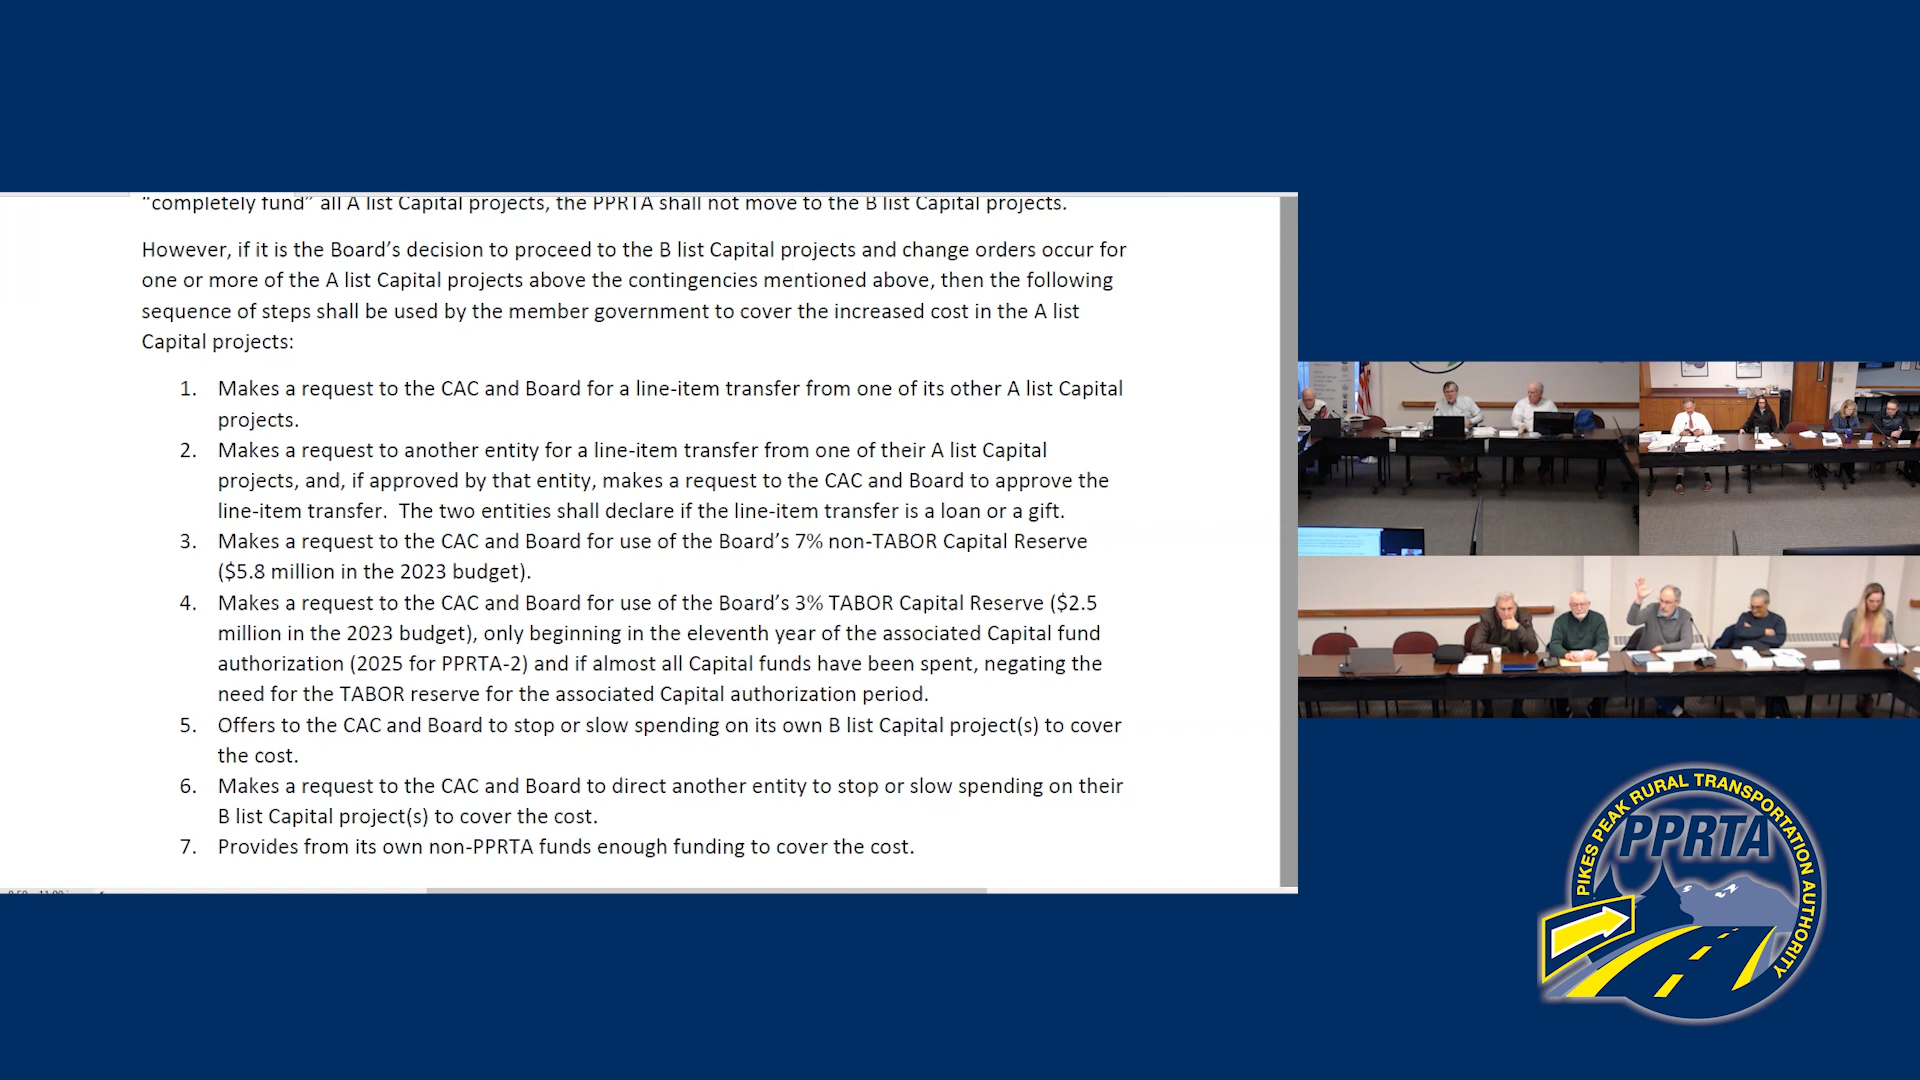 "completely fund" all A list Capital projects, the PPRTA shall not move to the B list Capital projects.
However, if it is the Board's decision to proceed to the B list Capital projects and change orders occur for
one or more of the A list Capital projects above the contingencies mentioned above, then the following
sequence of steps shall be used by the member government to cover the increased cost in the A list
Capital projects:
1. Makes a request to the CAC and Board for a line-item transfer from one of its other A list Capital
projects.
2. Makes a request to another entity for a line-item transfer from one of their A list Capital
projects, and, if approved by that entity, makes a request to the CAC and Board to approve the
line-item transfer.  The two entities shall declare if the line-item transfer is a loan or a gift.
3. Makes a request to the CAC and Board for use of the Board's 7% non-TABOR Capital Reserve
($5.8 million in the 2023 budget).
4. Makes a request to the CAC and Board for use of the Board's 3% TABOR Capital Reserve ($2.5
million in the 2023 budget), only beginning in the eleventh year of the associated Capital fund
authorization (2025 for PPRTA-2) and if almost all Capital funds have been spent, negating the
need for the TABOR reserve for the associated Capital authorization period.
5. Offers to the CAC and Board to stop or slow spending on its own B list Capital project(s) to cover
the cost.
6. Makes a request to the CAC and Board to direct another entity to stop or slow spending on their
B list Capital project(s) to cover the cost.
7. Provides from its own non-PPRTA funds enough funding to cover the cost.
PIKES PEAK RURAL TRANSPORTATION AUTHORITY
PPRTA